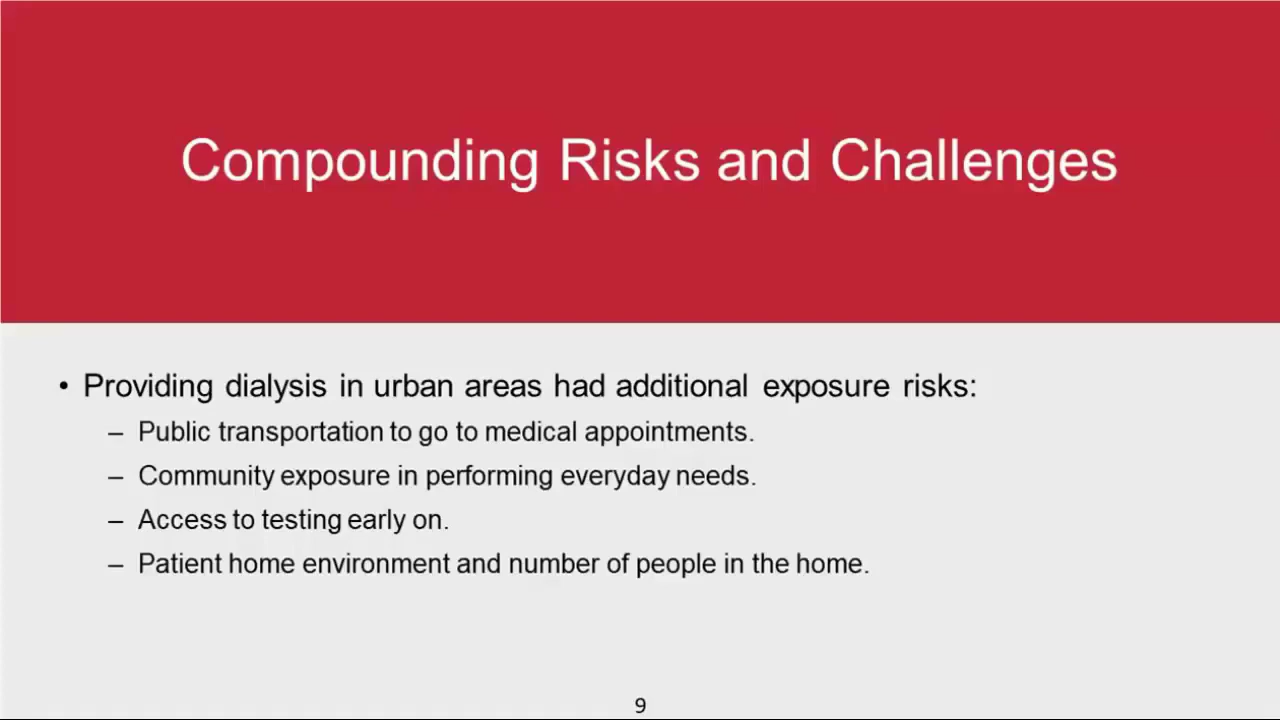 Compounding Risks and Challenges
• Providing dialysis in urban areas had additional exposure risks:
– Public transportation to go to medical appointments.
– Community exposure in performing everyday needs.
– Access to testing early on.
– Patient home environment and number of people in the home.
9